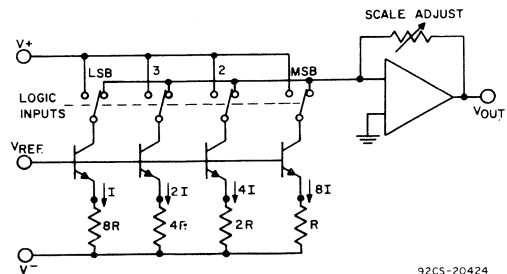 SCALE ADJUST
V+
LSB 3 2 MSB
LOGIC
INPUTS
VOUT
VREF.
I 2I 4I 8I
8R 4R 2R R
V-
92CS-20424